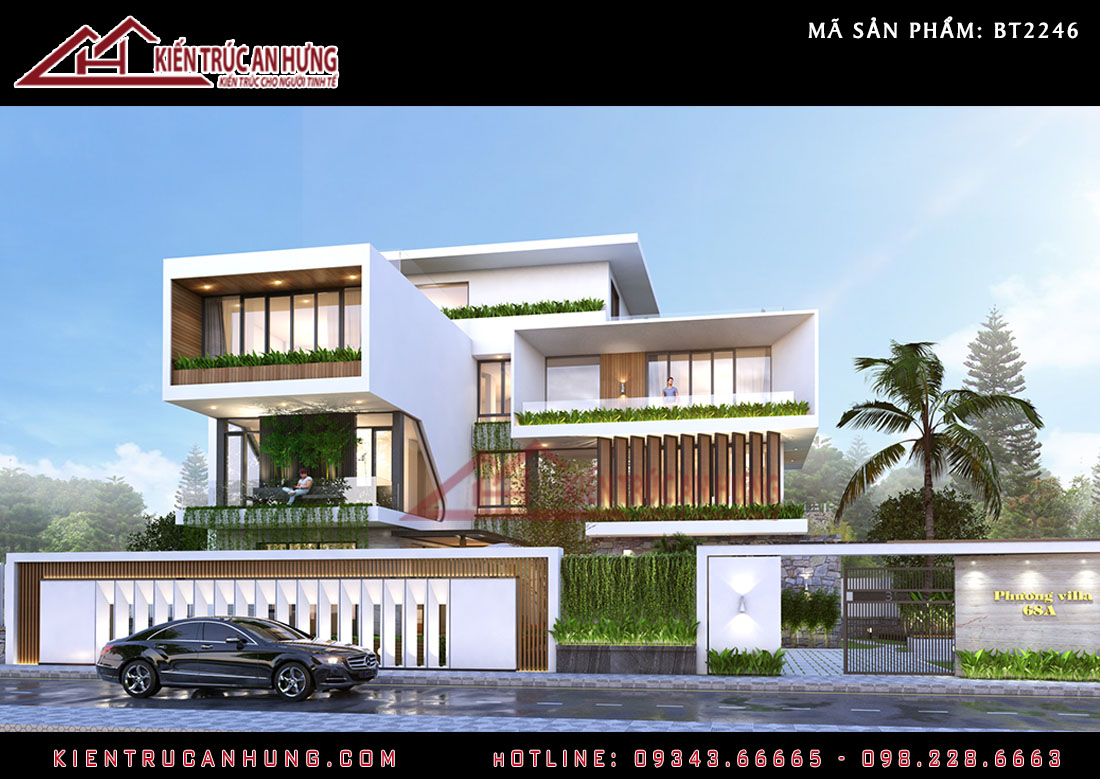 KIẾN TRÚC AN HƯNG
KIẾN TRÚC CHO NGƯỜI TINH TẾ
MÃ SẢN PHẨM: BT2246
Phương villa
68A
KIENTRUCANHUNG.COM
HOTLINE: 09343.66665 - 098.228.6663